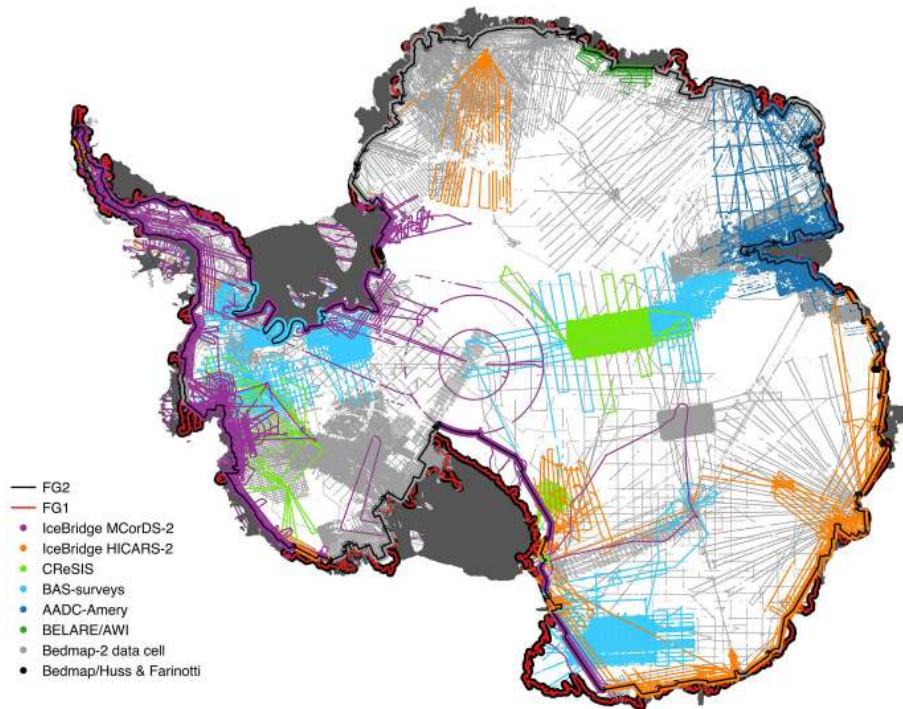 FG2
FG1
IceBridge MCorDS-2
IceBridge HICARS-2
CReSIS
BAS-surveys
AADC-Amery
BELARE/AWI
Bedmap-2 data cell
Bedmap/Huss & Farinotti